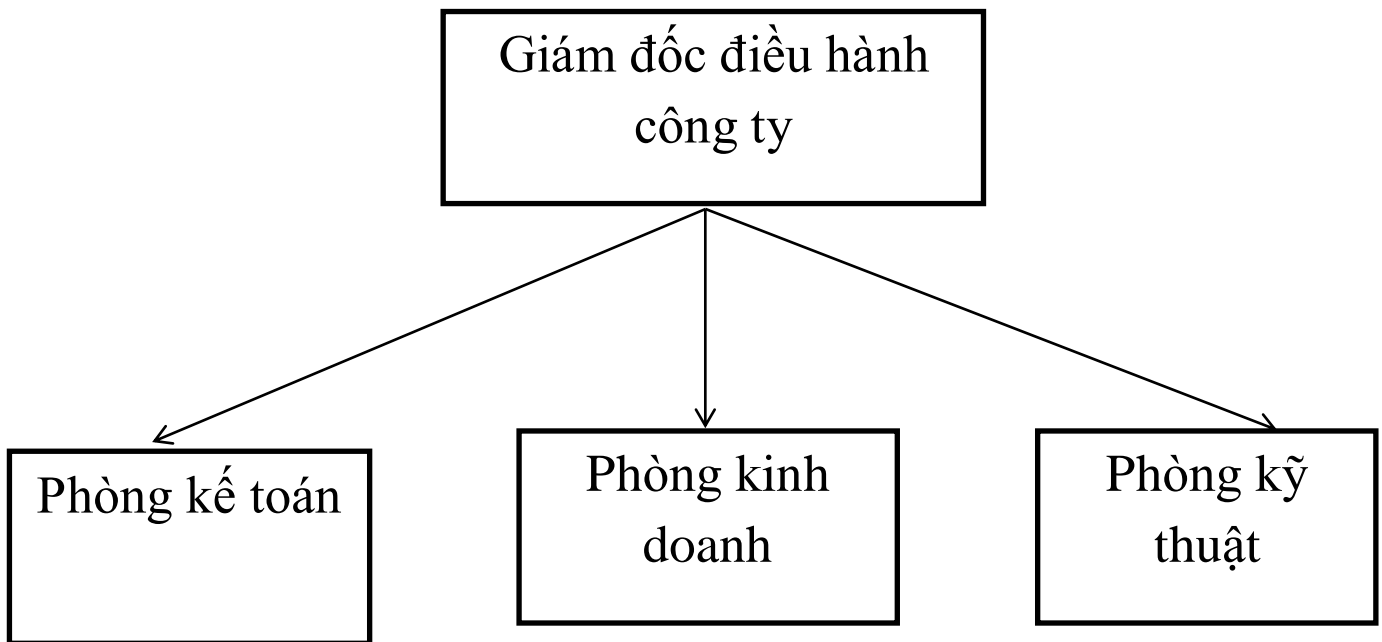 Giám đốc điều hành
công ty
Phòng kế toán
Phòng kinh
doanh
Phòng kỹ
thuật